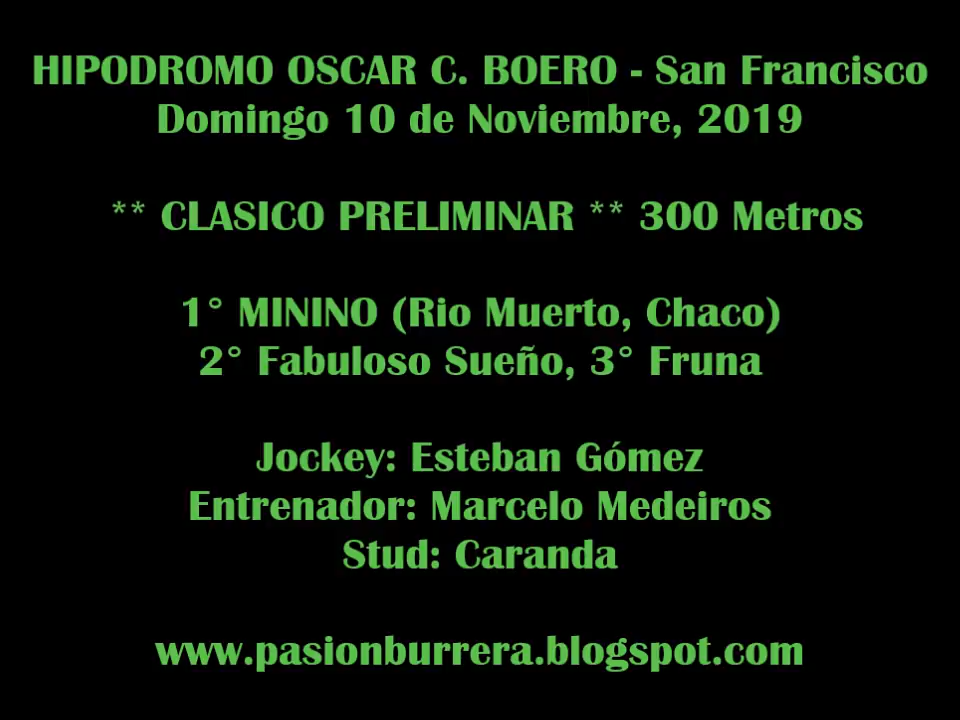 HIPODROMO OSCAR C. BOERO - San Francisco
Domingo 10 de Noviembre, 2019
** CLASICO PRELIMINAR ** 300 Metros
1° MININO (Rio Muerto, Chaco)
2° Fabuloso Sueño, 3° Fruna
Jockey: Esteban Gómez
Entrenador: Marcelo Medeiros
Stud: Caranda
www.pasionburrera.blogspot.com